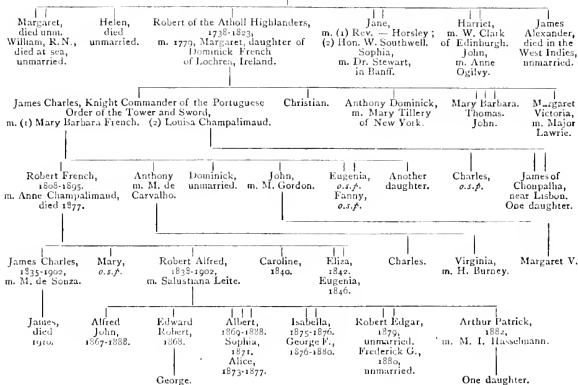 Margaret,
died unm.
William, R.N.,
died at sea,
unmarried.
Helen,
died
unmarried.
Robert of the Atholl Highlanders,
1738-1823,
m. 1779, Margaret, daughter of
Dominick French
of Lochrea, Ireland.
Jane,
m. (1) Rev. — Horsley ;
(2) Hon. W. Southwell.
Sophia,
m. Dr. Stewart,
in Banff.
Harriet,
m. W. Clark
of Edinburgh.
John,
m. Anne
Ogilvy.
James
Alexander,
died in the
West Indies,
unmarried.
James Charles, Knight Commander of the Portuguese
Order of the Tower and Sword,
m. (1) Mary Barbara French. (2) Louisa Champalimaud.
Christian.
Anthony Dominick,
m. Mary Tillery
of New York.
Mary Barbara.
Thomas.
John.
Margaret
Victoria,
m. Major
Lawrie.
Robert French,
1808-1895,
m. Anne Champalimaud,
died 1877.
Anthony
m. M. de
Carvalho.
Dominick,
unmarried.
John,
m. M. Gordon.
Eugenia,
o.s.p.
Fanny,
o.s.p.
Another
daughter.
Charles,
o.s.p.
James of
Choupalha,
near Lisbon.
One daughter.
James Charles,
1835-1902,
m. M. de Souza.
Mary,
o.s.p.
Robert Alfred,
1838-1902,
m. Salustiana Leite.
Caroline,
1840.
Eliza,
1842.
Eugenia,
1846.
Charles.
Virginia,
m. H. Burney.
Margaret V.
James,
died
1910.
Alfred
John,
1867-1888.
Edward
Robert,
1868.
Albert,
1869-1888.
Sophia,
1871.
Alice,
1873-1877.
Isabella,
1875-1876.
George F.,
1876-1880.
Robert Edgar,
1879,
unmarried.
Frederick G.,
1880,
unmarried.
Arthur Patrick,
1882,
m. M. I. Hasselmann.
George.
One daughter.